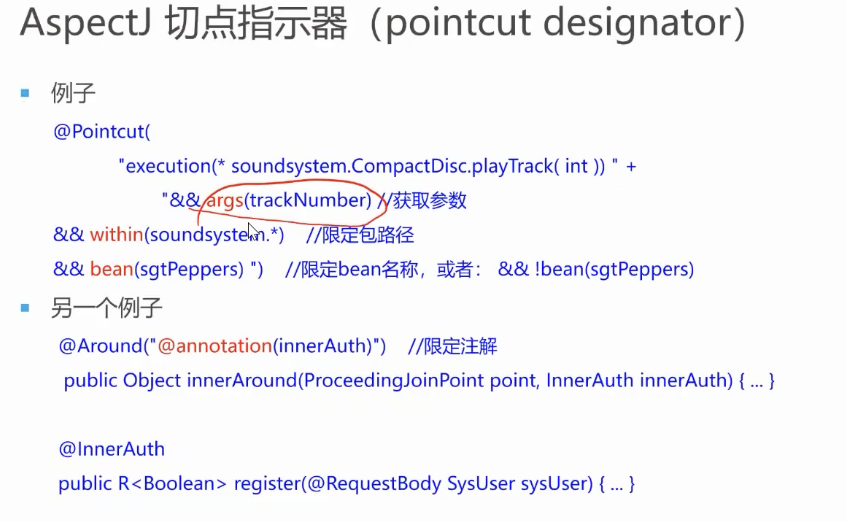 AspectJ 切点指示器（pointcut designator）
例子
@Pointcut(
"execution(* soundsystem.CompactDisc.playTrack( int )) " +
"&& args(trackNumber) //获取参数
&& within(soundsystem.*) //限定包路径
&& bean(sgtPeppers) ") //限定bean名称，或者： && !bean(sgtPeppers)
另一个例子
@Around("@annotation(innerAuth)") //限定注解
public Object innerAround(ProceedingJoinPoint point, InnerAuth innerAuth) { ... }
@InnerAuth
public R<Boolean> register(@RequestBody SysUser sysUser) { ... }